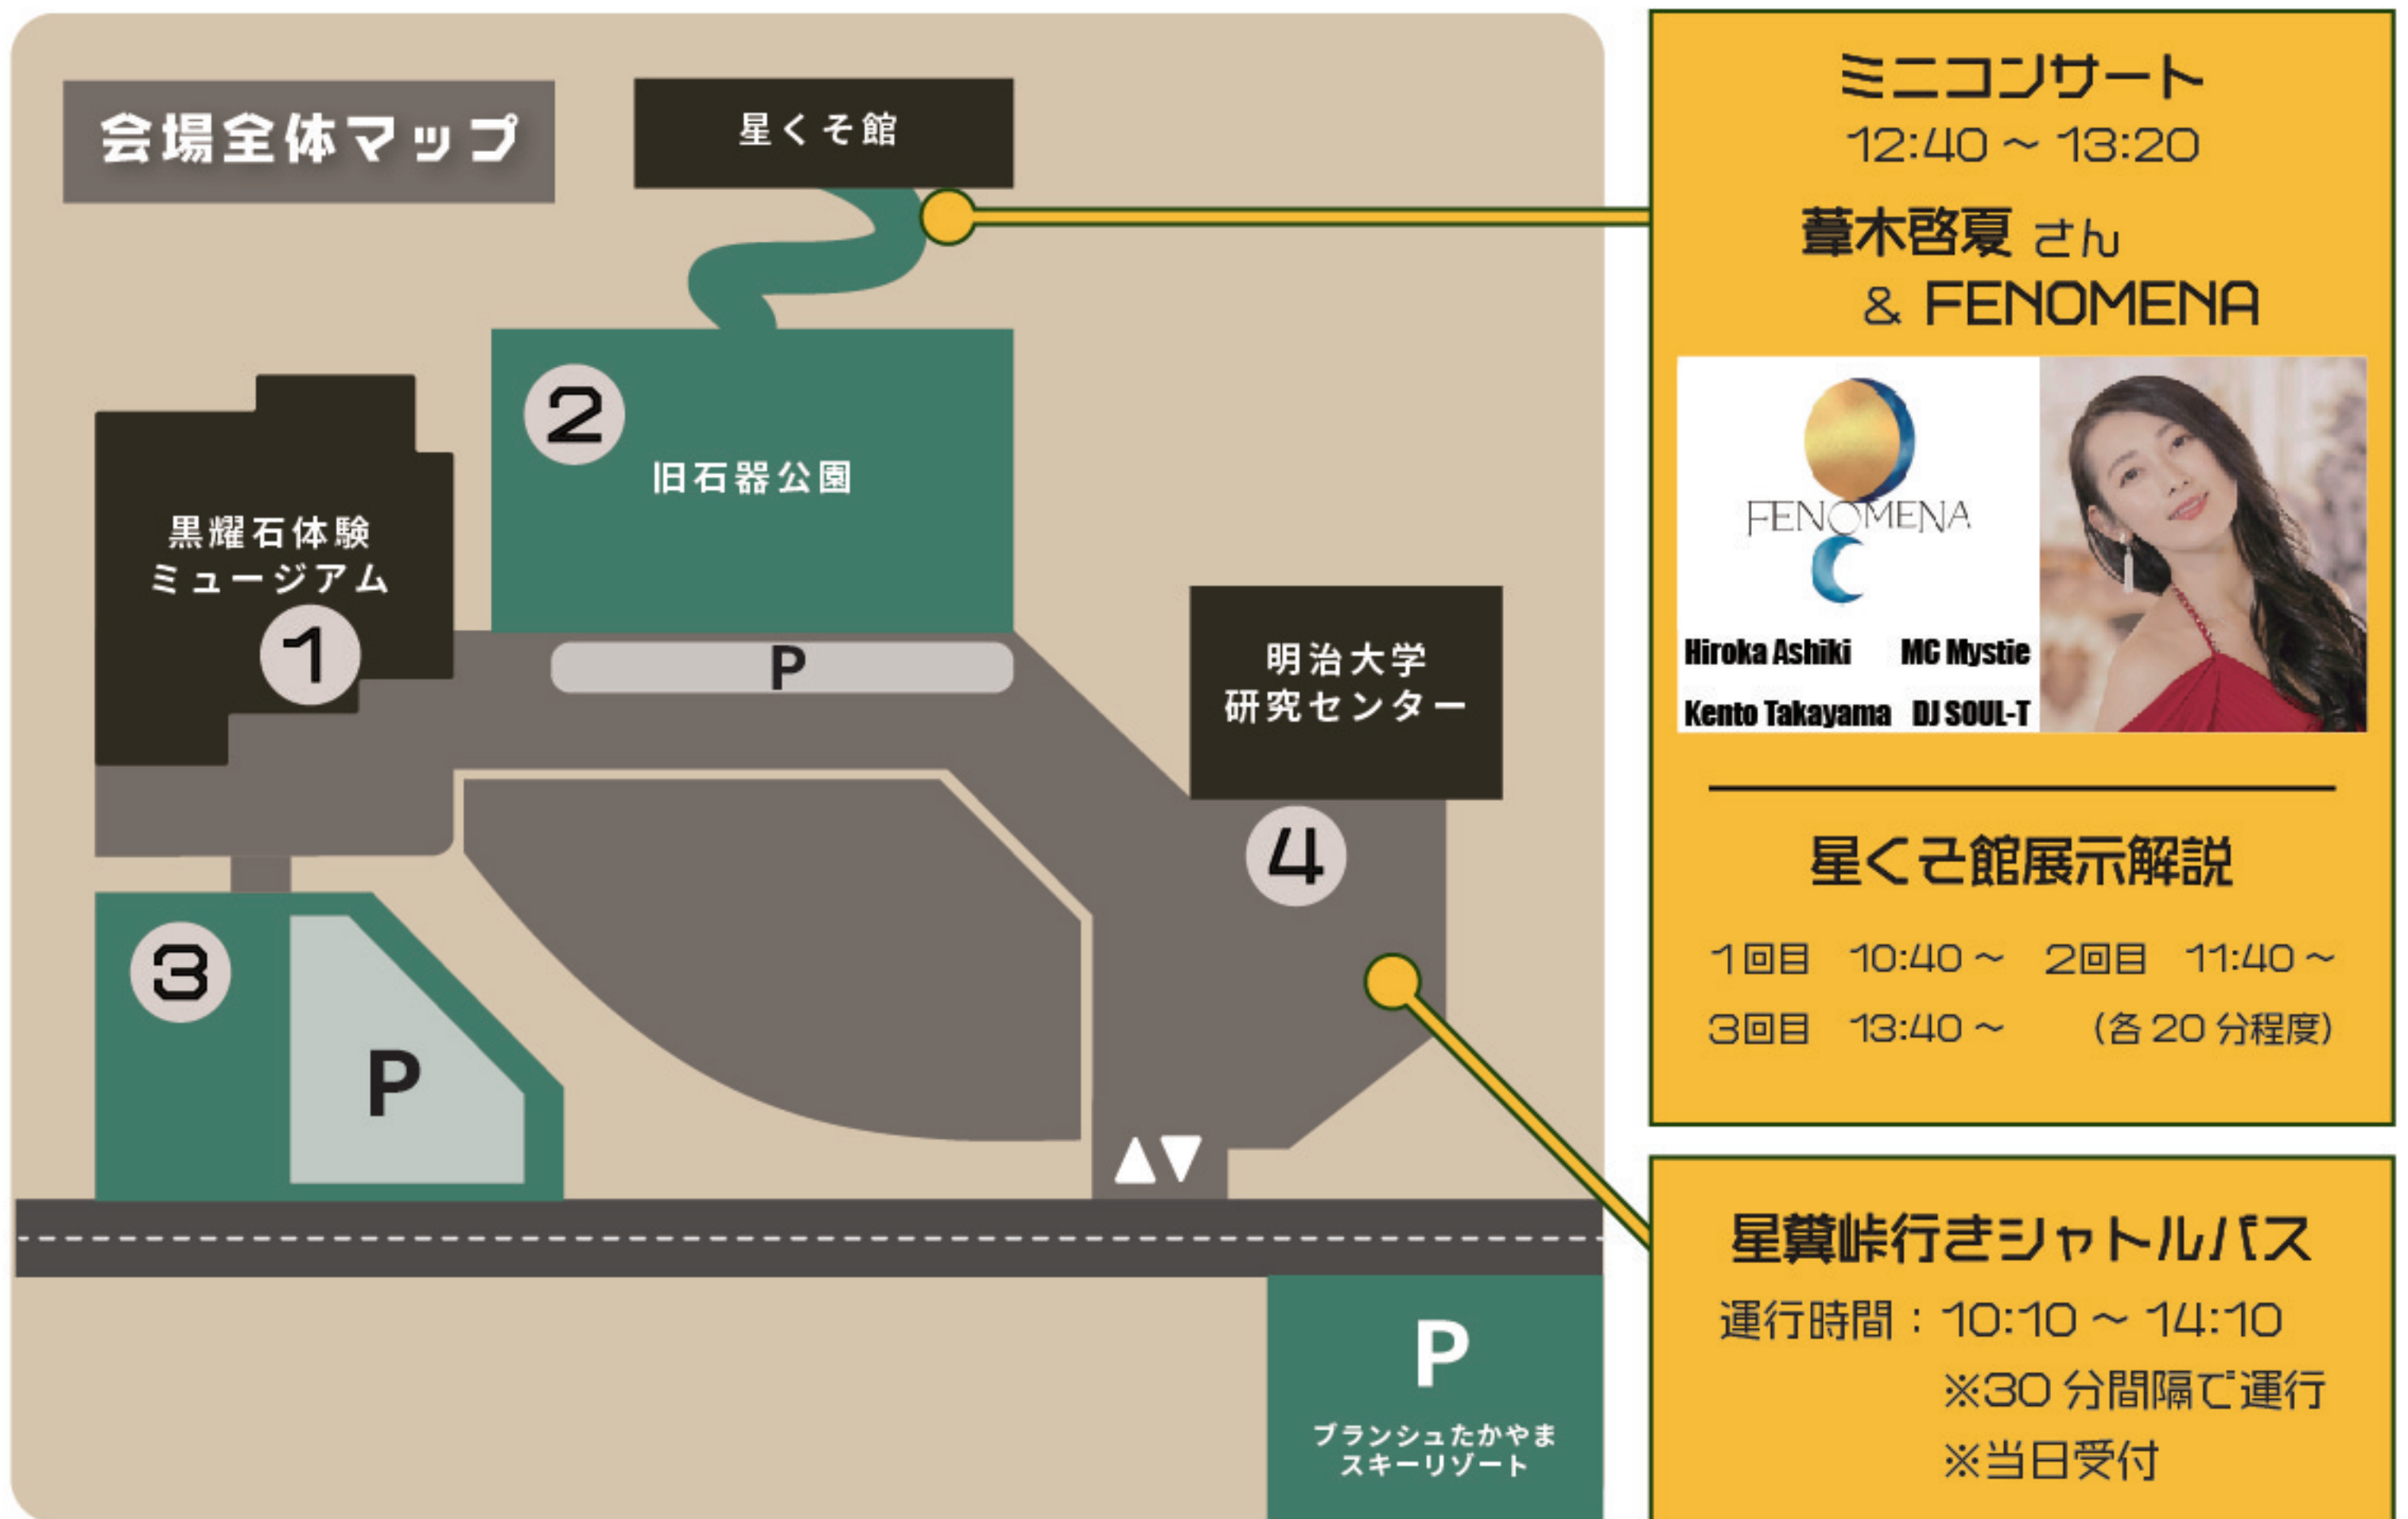 会場全体マップ
星くそ館
2
旧石器公園
黒耀石体験
ミュージアム
1
P
明治大学
研究センター
4
3
P
P
ブランシュたかやま
スキーリゾート
ミニコンサート
12:40 ～ 13:20
葦木啓夏 さん
& FENOMENA
FENOMENA
Hiroka Ashiki MC Mystie
Kento Takayama DJ SOUL-T
星くそ館展示解説
1回目 10:40 ～ 2回目 11:40 ～
3回目 13:40 ～ （各 20 分程度）
星糞峠行きシャトルバス
運行時間：10:10 ～ 14:10
※30 分間隔で運行
※当日受付